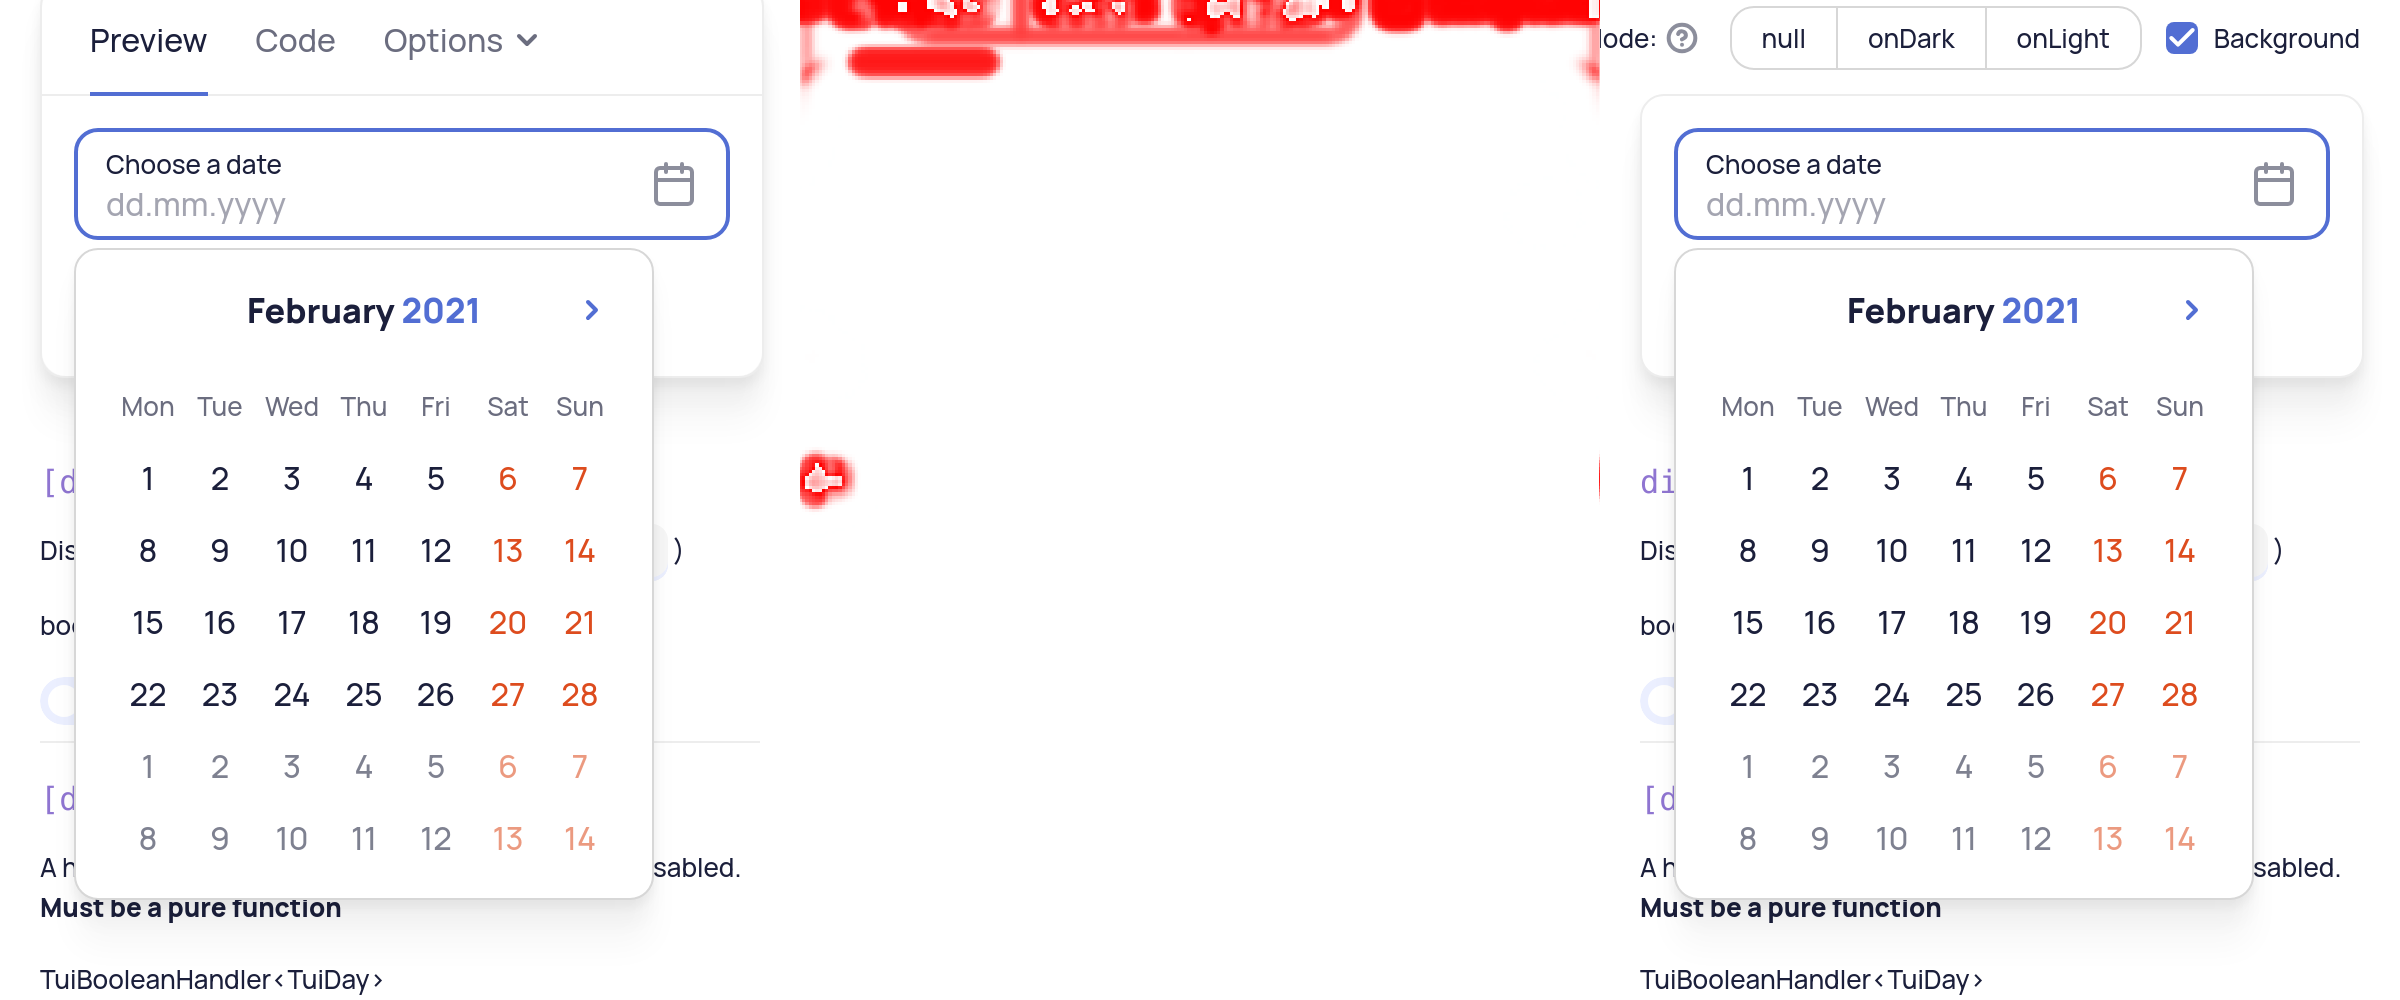 Preview Code Options
Choose a date
dd.mm.yyyy
February 2021
Mon Tue Wed Thu Fri Sat Sun
1 2 3 4 5 6 7
8 9 10 11 12 13 14
15 16 17 18 19 20 21
22 23 24 25 26 27 28
1 2 3 4 5 6 7
8 9 10 11 12 13 14
[d
Dis )
boo
[d
A h sabled.
Must be a pure function
TuiBooleanHandler<TuiDay>
ode: null onDark onLight Background
Choose a date
dd.mm.yyyy
February 2021
Mon Tue Wed Thu Fri Sat Sun
1 2 3 4 5 6 7
8 9 10 11 12 13 14
15 16 17 18 19 20 21
22 23 24 25 26 27 28
1 2 3 4 5 6 7
8 9 10 11 12 13 14
di
Dis )
boo
[d
A h sabled.
Must be a pure function
TuiBooleanHandler<TuiDay>